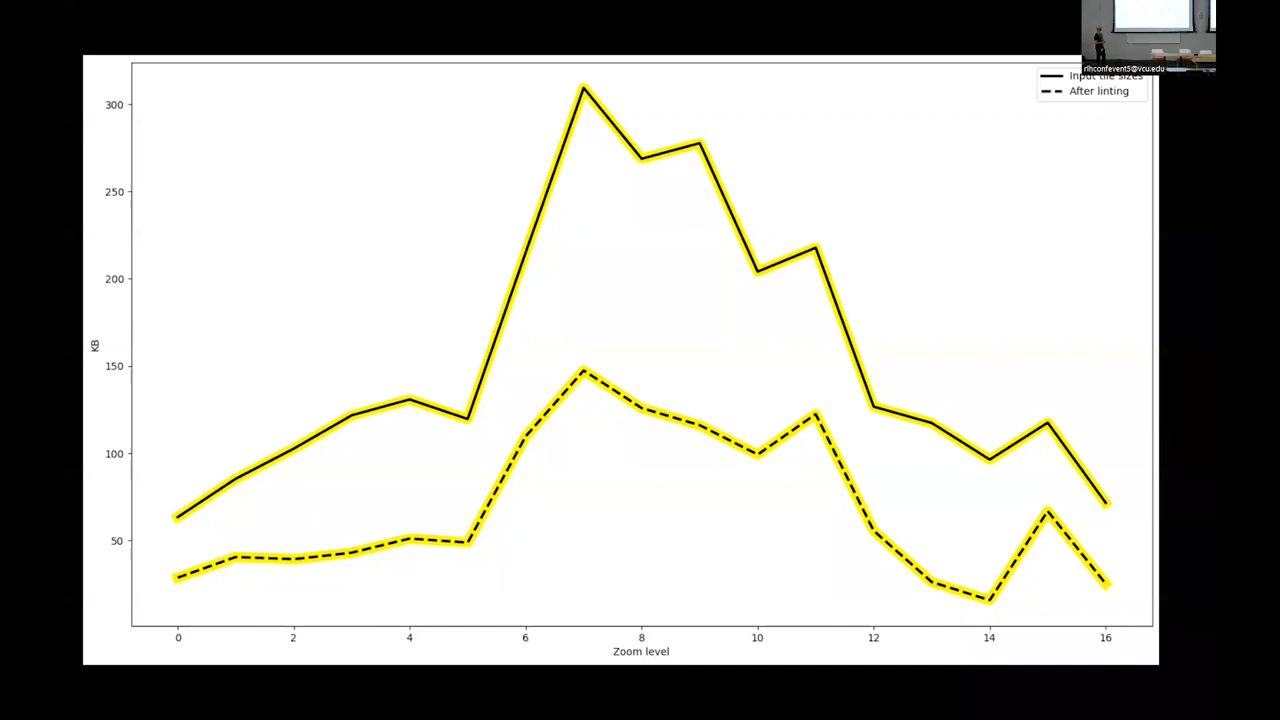 rlhconfevent5@vcu.edu
Input tile sizes
After linting
300
250
200
150
100
50
KB
0 2 4 6 8 10 12 14 16
Zoom level